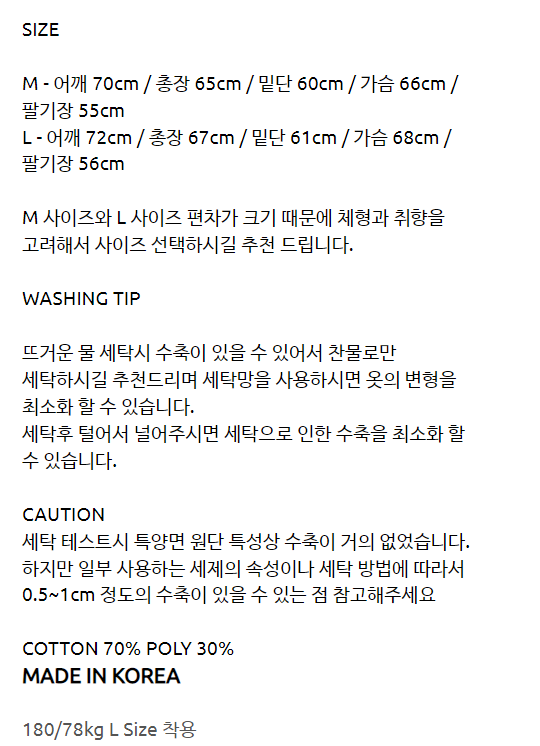 SIZE
M - 어깨 70cm / 총장 65cm / 밑단 60cm / 가슴 66cm /
팔기장 55cm
L - 어깨 72cm / 총장 67cm / 밑단 61cm / 가슴 68cm /
팔기장 56cm
M 사이즈와 L 사이즈 편차가 크기 때문에 체형과 취향을
고려해서 사이즈 선택하시길 추천 드립니다.
WASHING TIP
뜨거운 물 세탁시 수축이 있을 수 있어서 찬물로만
세탁하시길 추천드리며 세탁망을 사용하시면 옷의 변형을
최소화 할 수 있습니다.
세탁후 털어서 널어주시면 세탁으로 인한 수축을 최소화 할
수 있습니다.
CAUTION
세탁 테스트시 특양면 원단 특성상 수축이 거의 없었습니다.
하지만 일부 사용하는 세제의 속성이나 세탁 방법에 따라서
0.5~1cm 정도의 수축이 있을 수 있는 점 참고해주세요
COTTON 70% POLY 30%
MADE IN KOREA
180/78kg L Size 착용